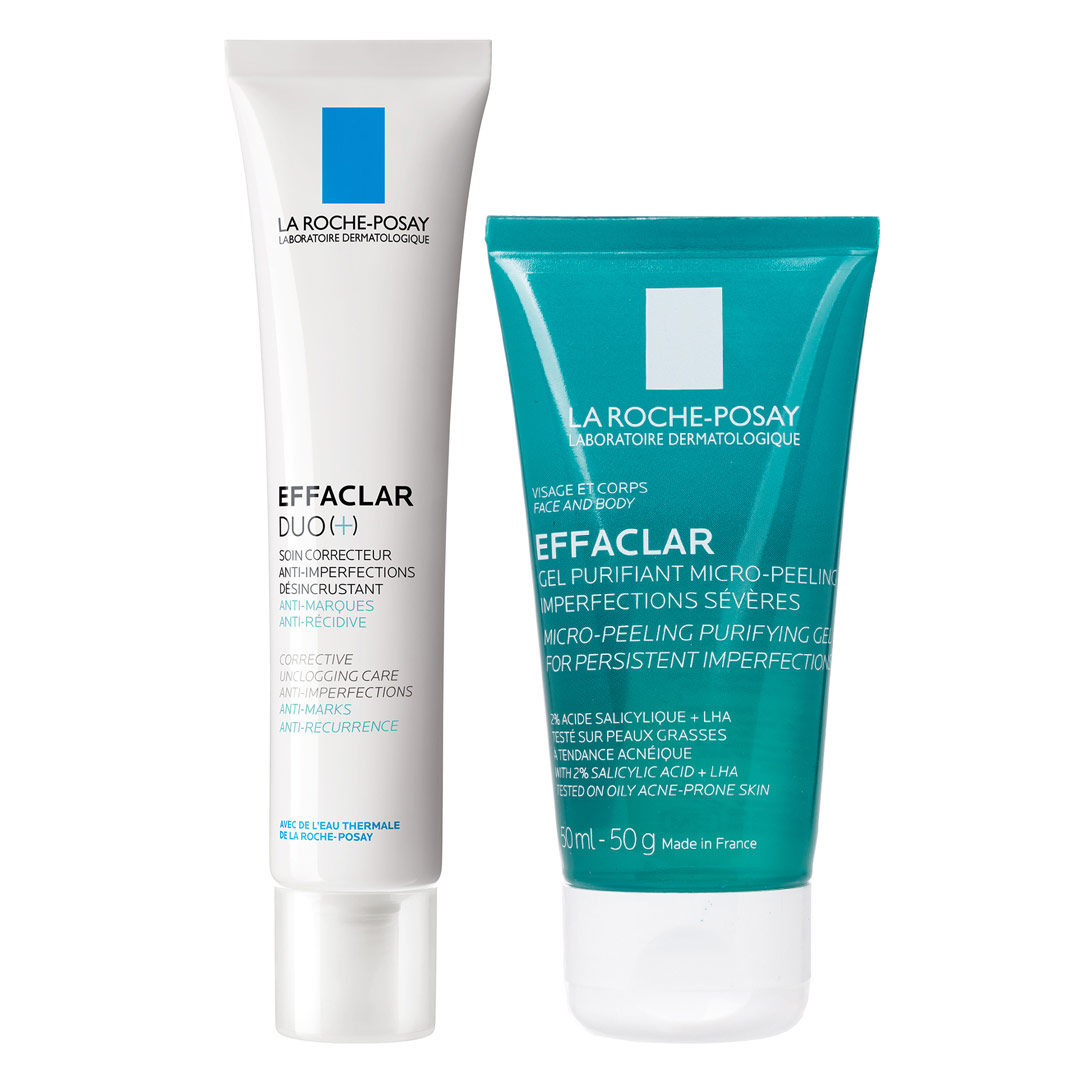 LA ROCHE-POSAY
LABORATOIRE DERMATOLOGIQUE
EFFACLAR
DUO(+)
SOIN CORRECTEUR
ANTI-IMPERFECTIONS
DÉSINCRUSTANT
ANTI-MARQUES
ANTI-RÉCIDIVE
CORRECTIVE
UNCLOGGING CARE
ANTI-IMPERFECTIONS
ANTI-MARKS
ANTI-RECURRENCE
AVEC DE L'EAU THERMALE
DE LA ROCHE-POSAY
LA ROCHE-POSAY
LABORATOIRE DERMATOLOGIQUE
VISAGE ET CORPS
FACE AND BODY
EFFACLAR
GEL PURIFIANT MICRO-PEELING
IMPERFECTIONS SÉVÈRES
MICRO-PEELING PURIFYING GEL
FOR PERSISTENT IMPERFECTIONS
2% ACIDE SALICYLIQUE + LHA
TESTÉ SUR PEAUX GRASSES
A TENDANCE ACNÉIQUE
WITH 2% SALICYLIC ACID + LHA
TESTED ON OILY ACNE-PRONE SKIN
50 ml - 50 g Made in France